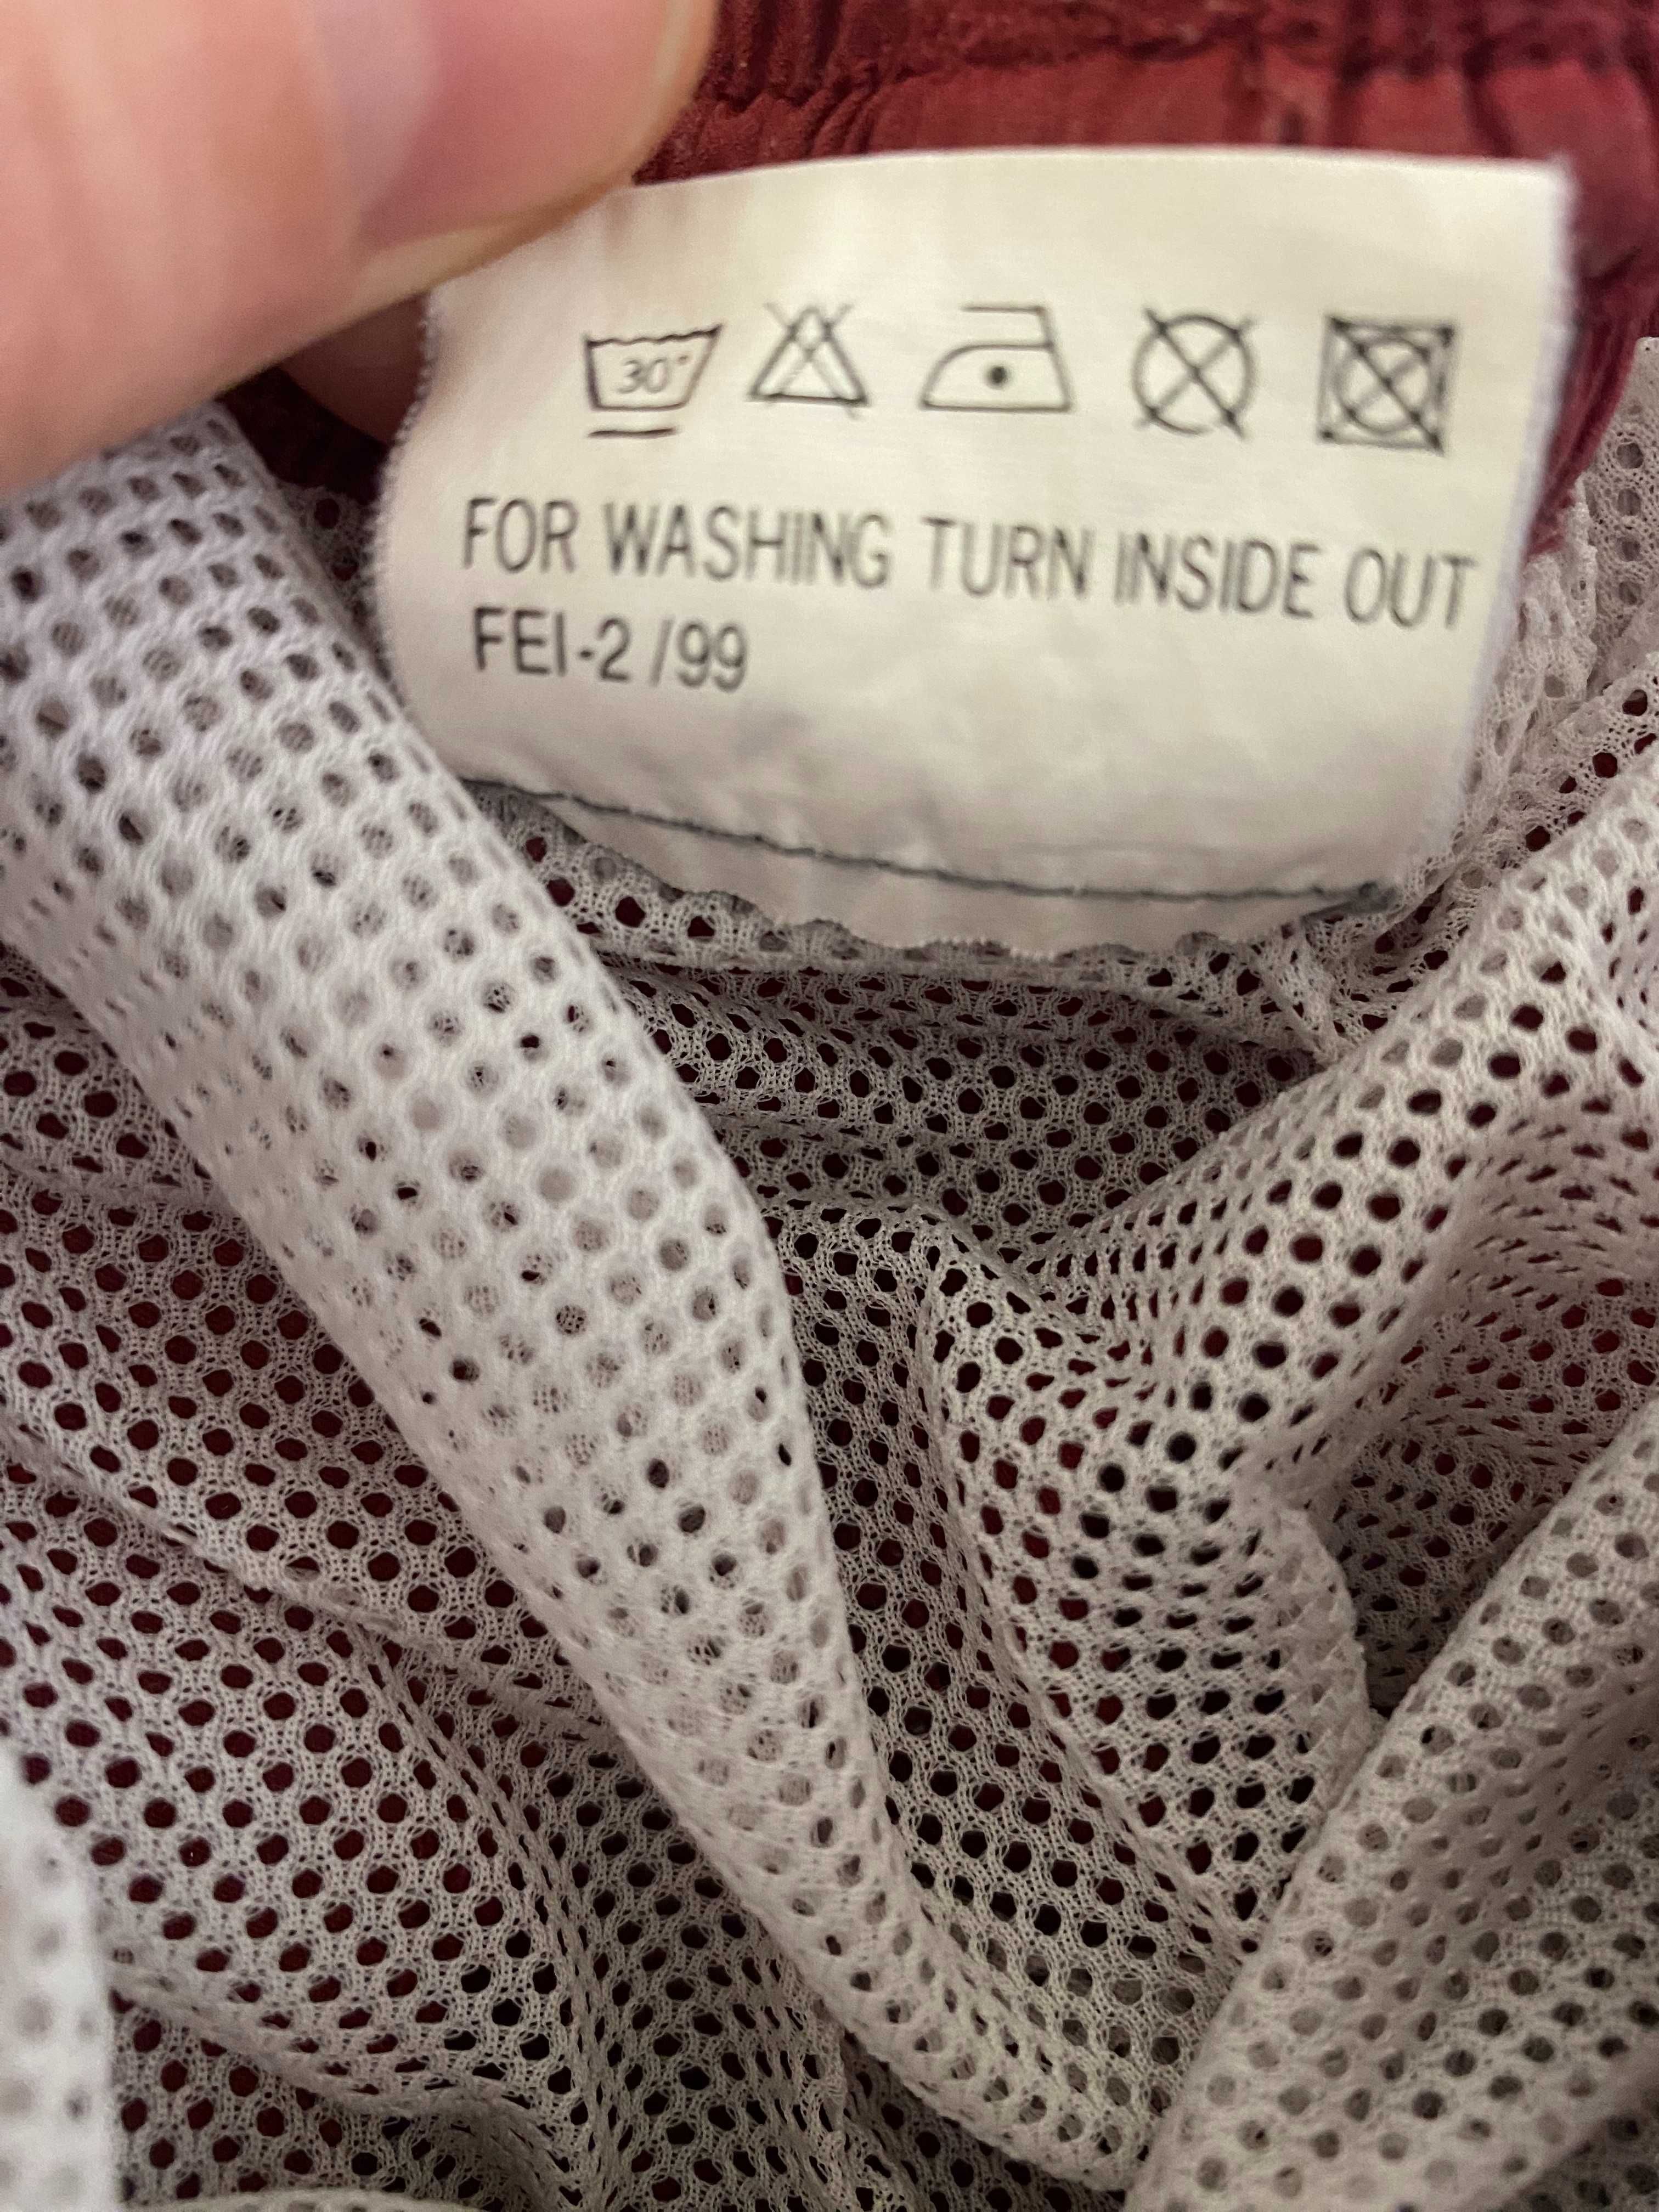 30°
FOR WASHING TURN INSIDE OUT
FEI-2 /99